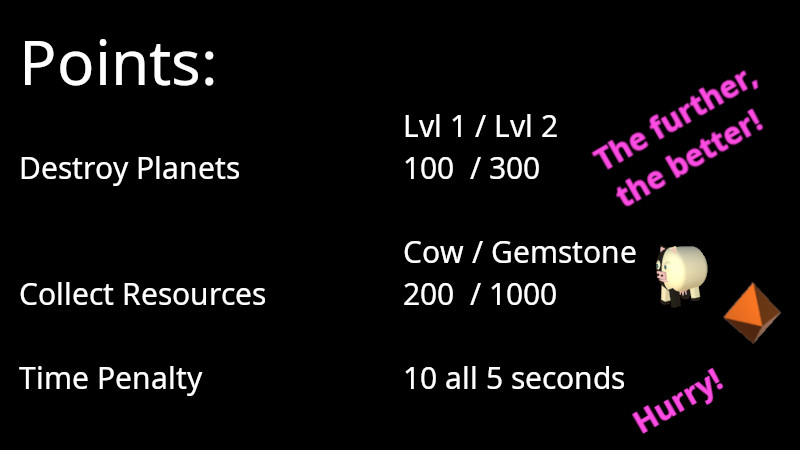 Points:
Lvl 1 / Lvl 2
Destroy Planets 100 / 300
The further,
the better!
Cow / Gemstone
Collect Resources 200 / 1000
Time Penalty 10 all 5 seconds
Hurry!